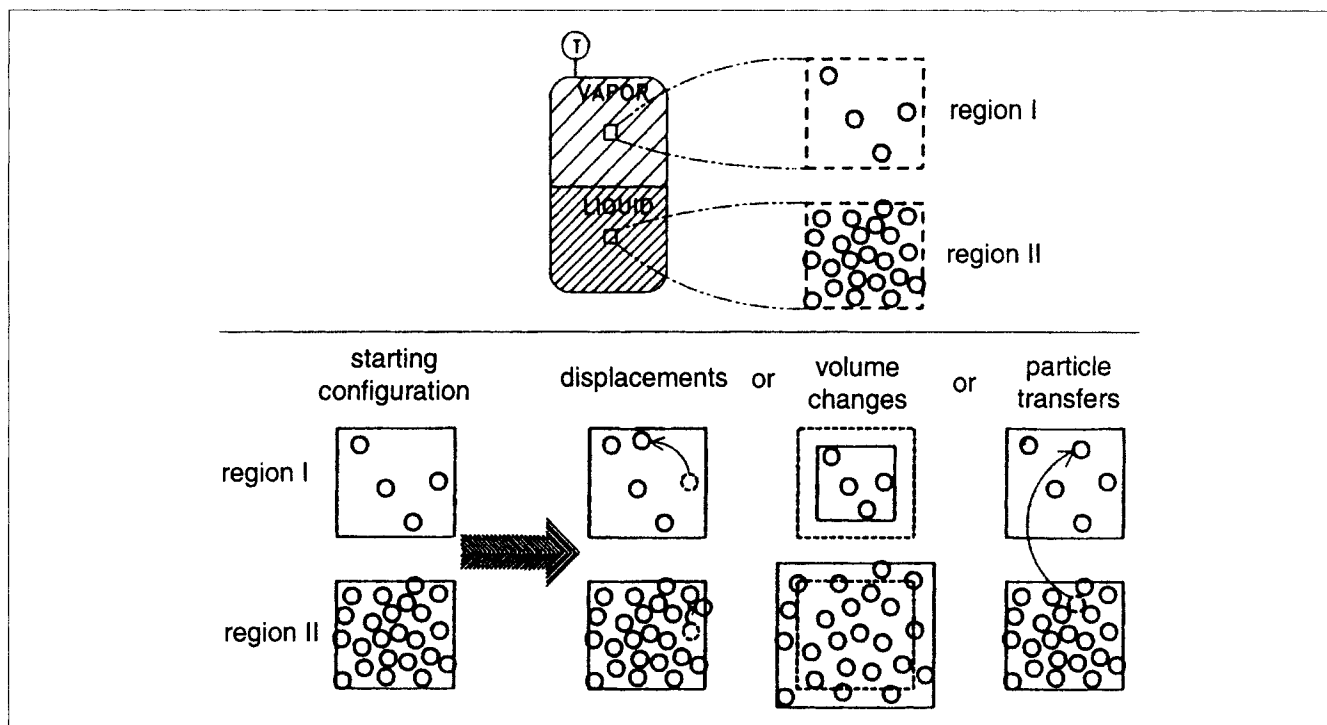 T
VAPOR
region I
LIQUID
region II
starting
configuration
displacements or volume
changes or particle
transfers
region I
region II